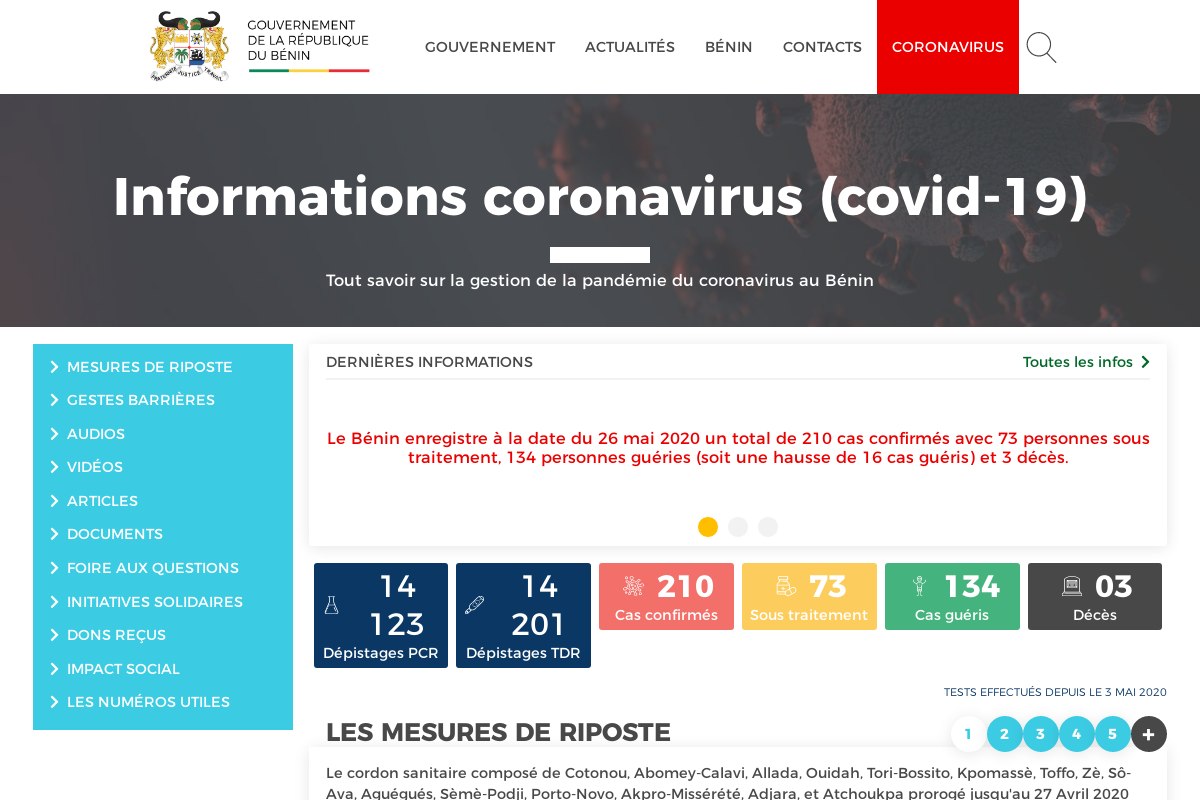 FRATERNITÉ JUSTICE TRAVAIL
GOUVERNEMENT
DE LA RÉPUBLIQUE
DU BÉNIN
GOUVERNEMENT
ACTUALITÉS
BÉNIN
CONTACTS
CORONAVIRUS
Informations coronavirus (covid-19)
Tout savoir sur la gestion de la pandémie du coronavirus au Bénin
MESURES DE RIPOSTE
GESTES BARRIÈRES
AUDIOS
VIDÉOS
ARTICLES
DOCUMENTS
FOIRE AUX QUESTIONS
INITIATIVES SOLIDAIRES
DONS REÇUS
IMPACT SOCIAL
LES NUMÉROS UTILES
DERNIÈRES INFORMATIONS
Toutes les infos
Le Bénin enregistre à la date du 26 mai 2020 un total de 210 cas confirmés avec 73 personnes sous
traitement, 134 personnes guéries (soit une hausse de 16 cas guéris) et 3 décès.
14
123
Dépistages PCR
14
201
Dépistages TDR
210
Cas confirmés
73
Sous traitement
134
Cas guéris
03
Décès
TESTS EFFECTUÉS DEPUIS LE 3 MAI 2020
LES MESURES DE RIPOSTE
1 2 3 4 5 +
Le cordon sanitaire composé de Cotonou, Abomey-Calavi, Allada, Ouidah, Tori-Bossito, Kpomassè, Toffo, Zè, Sô-
Ava, Aguégués, Sèmè-Podji, Porto-Novo, Akpro-Missérété, Adjara, et Atchoukpa prorogé jusqu'au 27 Avril 2020